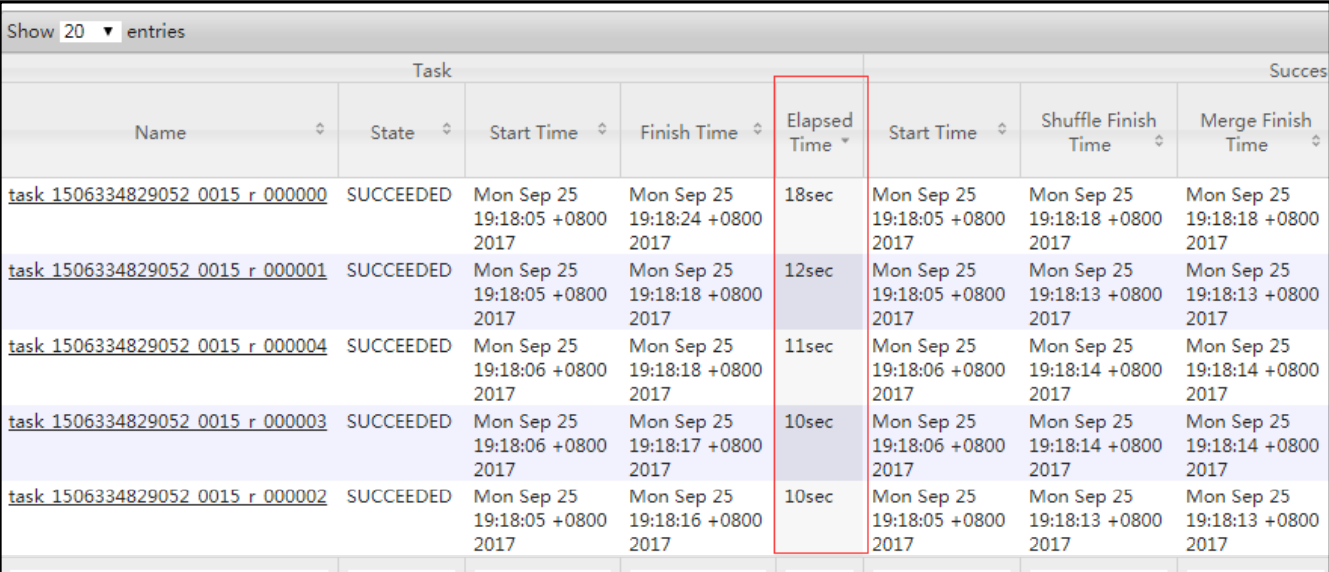 Show 20 ▼ entries
Task
Succes
Name
State
Start Time
Finish Time
Elapsed
Time
Start Time
Shuffle Finish
Time
Merge Finish
Time
task_1506334829052_0015_r_000000 SUCCEEDED Mon Sep 25 Mon Sep 25 18sec Mon Sep 25 Mon Sep 25 Mon Sep 25
19:18:05 +0800 19:18:24 +0800 19:18:05 +0800 19:18:18 +0800 19:18:18 +0800
2017 2017 2017 2017 2017
task_1506334829052_0015_r_000001 SUCCEEDED Mon Sep 25 Mon Sep 25 12sec Mon Sep 25 Mon Sep 25 Mon Sep 25
19:18:05 +0800 19:18:18 +0800 19:18:05 +0800 19:18:13 +0800 19:18:13 +0800
2017 2017 2017 2017 2017
task_1506334829052_0015_r_000004 SUCCEEDED Mon Sep 25 Mon Sep 25 11sec Mon Sep 25 Mon Sep 25 Mon Sep 25
19:18:06 +0800 19:18:18 +0800 19:18:06 +0800 19:18:14 +0800 19:18:14 +0800
2017 2017 2017 2017 2017
task_1506334829052_0015_r_000003 SUCCEEDED Mon Sep 25 Mon Sep 25 10sec Mon Sep 25 Mon Sep 25 Mon Sep 25
19:18:06 +0800 19:18:17 +0800 19:18:06 +0800 19:18:14 +0800 19:18:14 +0800
2017 2017 2017 2017 2017
task_1506334829052_0015_r_000002 SUCCEEDED Mon Sep 25 Mon Sep 25 10sec Mon Sep 25 Mon Sep 25 Mon Sep 25
19:18:05 +0800 19:18:16 +0800 19:18:05 +0800 19:18:13 +0800 19:18:13 +0800
2017 2017 2017 2017 2017